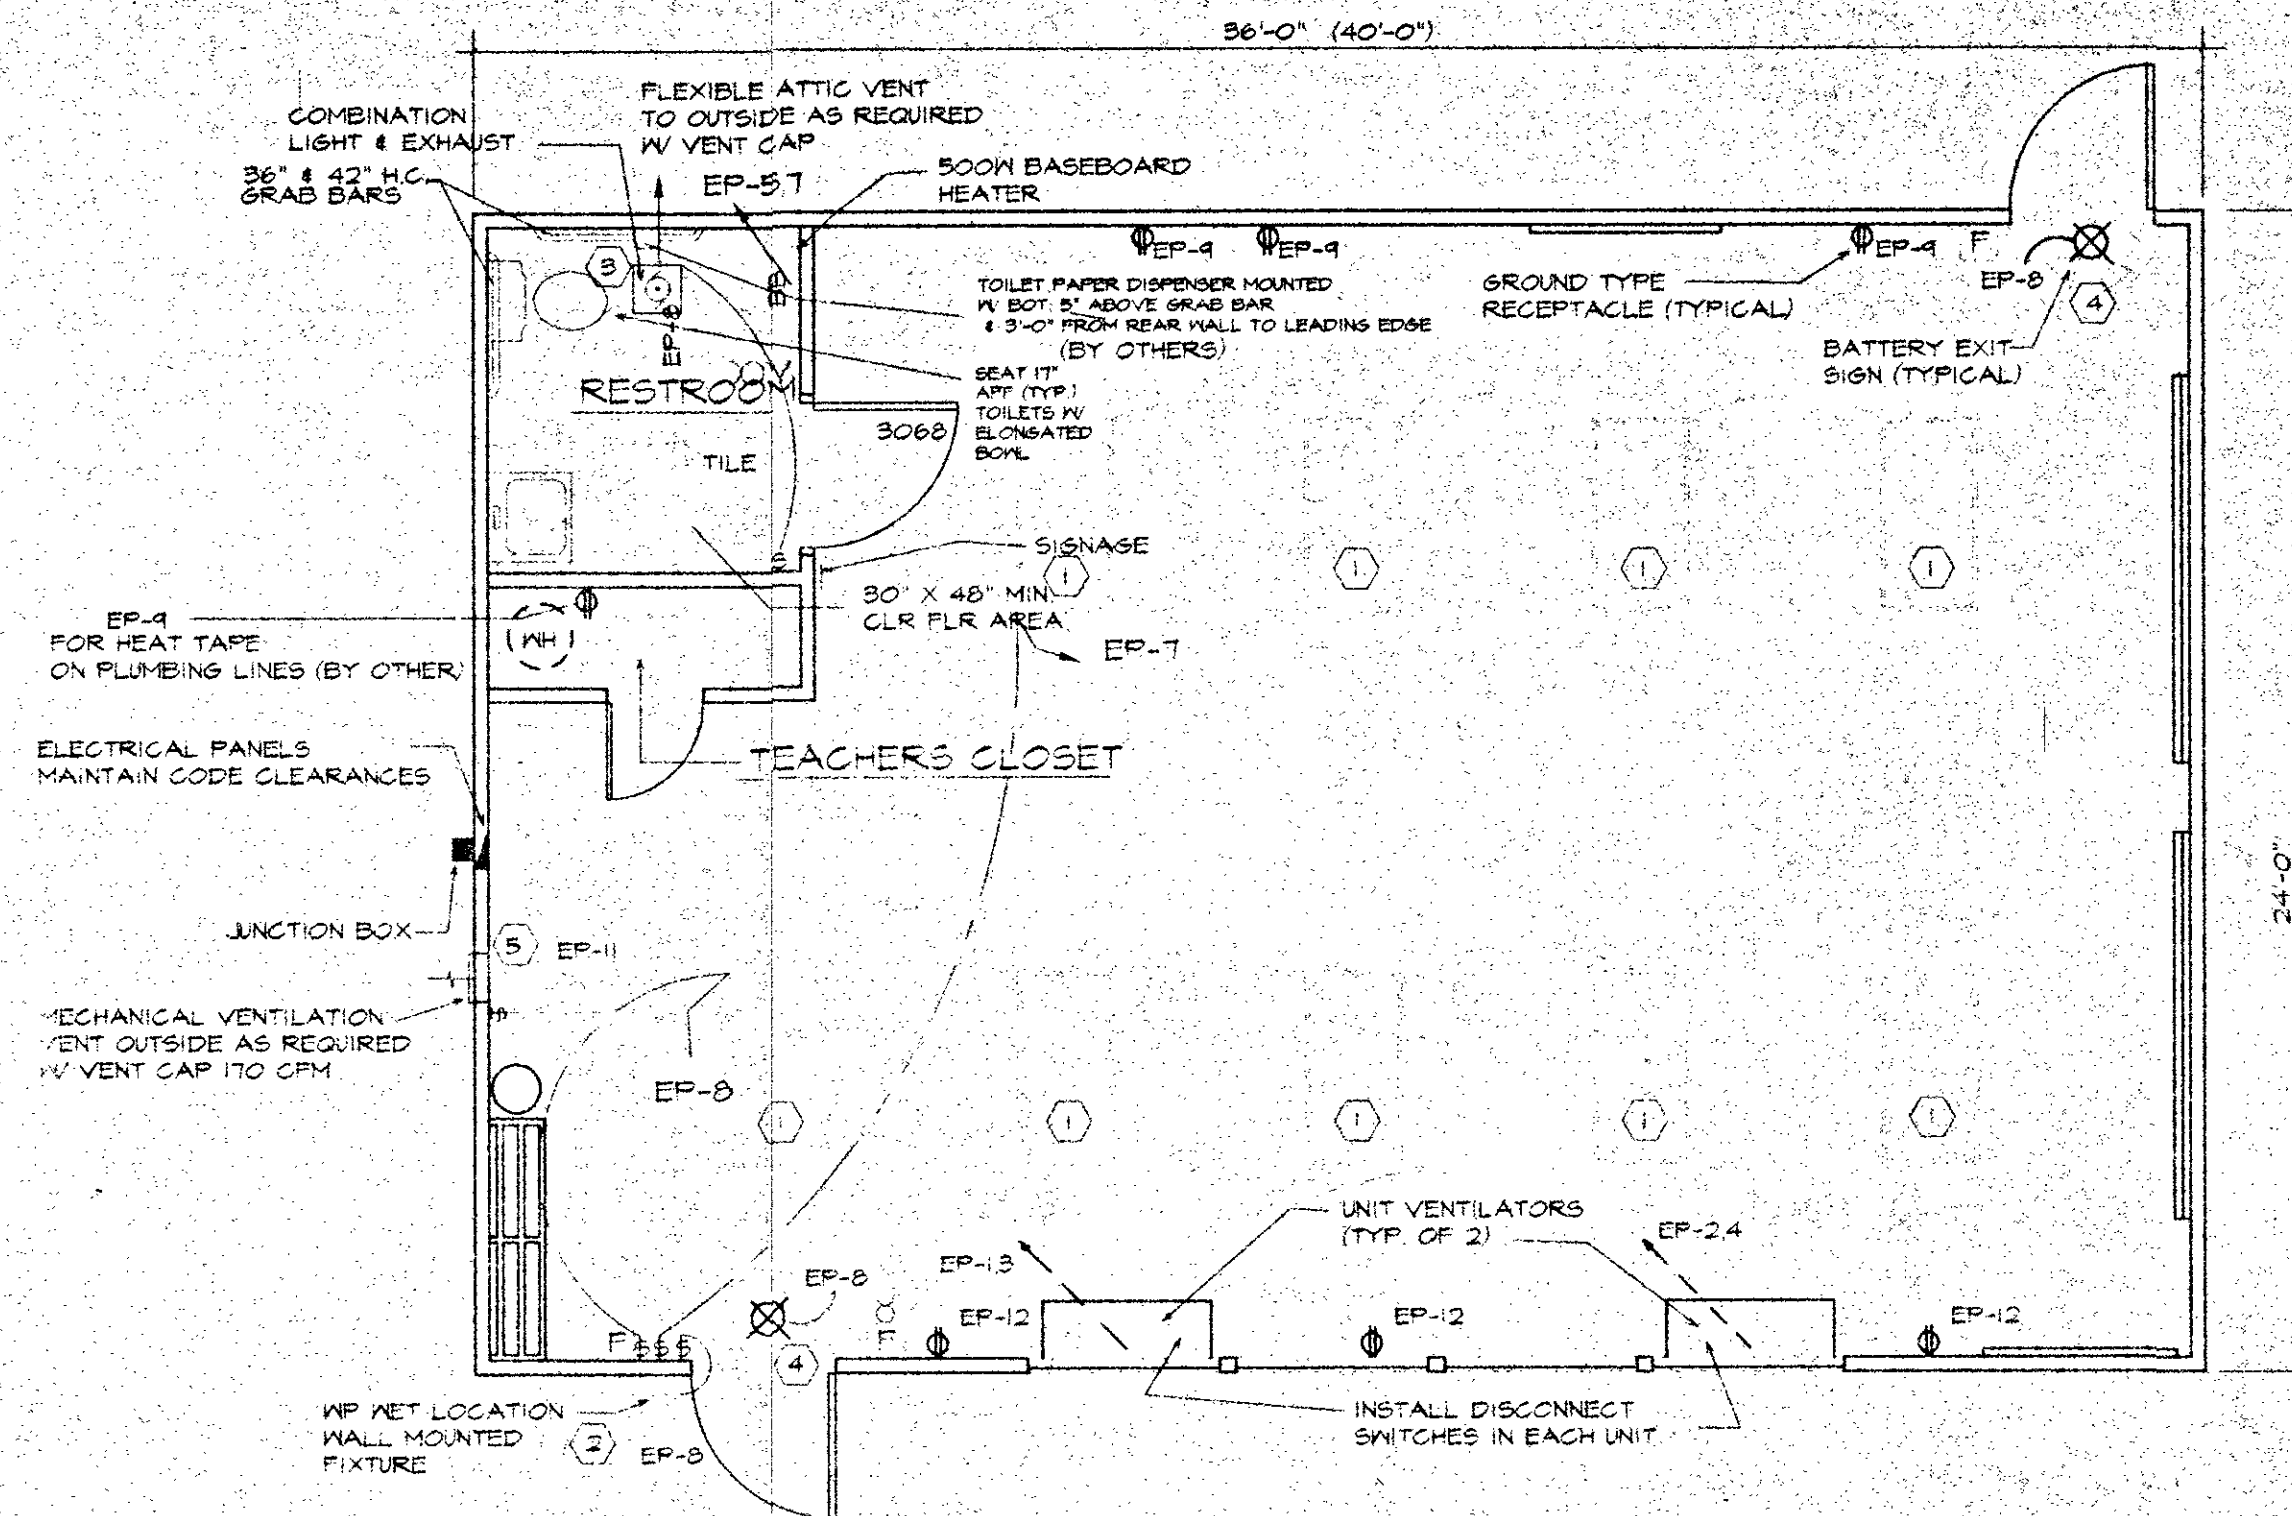 36'-0" (40'-0")
FLEXIBLE ATTIC VENT
TO OUTSIDE AS REQUIRED
W/ VENT CAP
COMBINATION
LIGHT & EXHAUST
36" & 42" H.C.
GRAB BARS
EP-5,7
500W BASEBOARD
HEATER
3
BB
EP-8
RESTROOM
TILE
EP-9
EP-9
TOILET PAPER DISPENSER MOUNTED
W/ BOT. 5" ABOVE GRAB BAR
& 3'-0" FROM REAR WALL TO LEADING EDGE
(BY OTHERS)
SEAT 17"
AFF (TYP.)
TOILETS W/
ELONGATED
BOWL
3068
GROUND TYPE
RECEPTACLE (TYPICAL)
EP-9
F
EP-8
4
BATTERY EXIT
SIGN (TYPICAL)
SIGNAGE
1
1
1
1
30" X 48" MIN.
CLR FLR AREA
EP-7
EP-9
FOR HEAT TAPE
ON PLUMBING LINES (BY OTHER)
WH
TEACHERS CLOSET
ELECTRICAL PANELS
MAINTAIN CODE CLEARANCES
24'-0"
JUNCTION BOX
5
EP-11
MECHANICAL VENTILATION
VENT OUTSIDE AS REQUIRED
W/ VENT CAP 170 CFM
EP-8
1
1
1
1
1
UNIT VENTILATORS
(TYP. OF 2)
EP-2,4
EP-1,3
EP-8
EP-12
EP-12
EP-12
F
$$$
F
4
WP WET LOCATION
WALL MOUNTED
FIXTURE
2
EP-8
INSTALL DISCONNECT
SWITCHES IN EACH UNIT